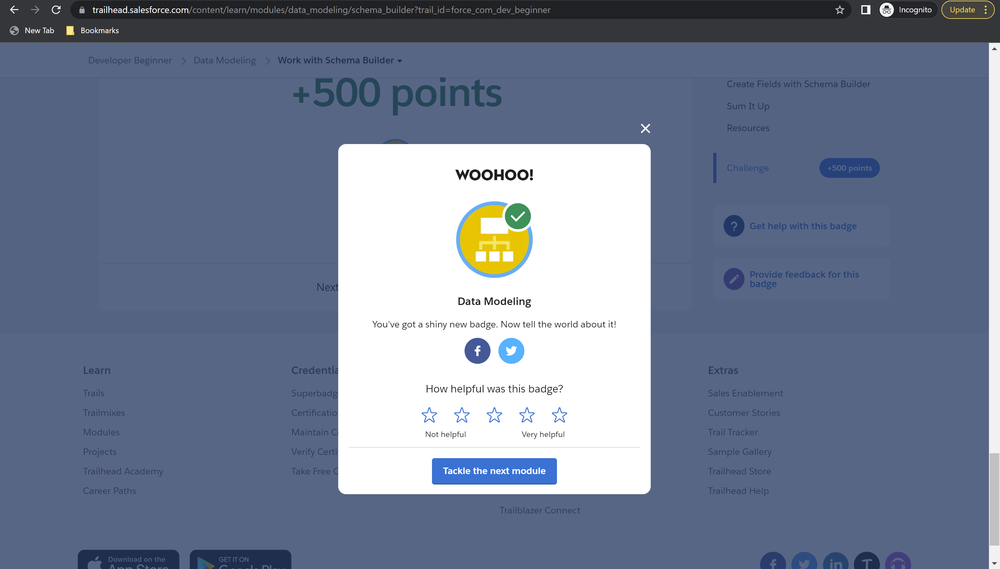 trailhead.salesforce.com/content/learn/modules/data_modeling/schema_builder?trail_id=force_com_dev_beginner
Incognito
Update
New Tab
Bookmarks
Developer Beginner
Data Modeling
Work with Schema Builder
+500 points
Create Fields with Schema Builder
Sum It Up
Resources
Challenge
+500 points
Get help with this badge
Provide feedback for this
badge
WOOHOO!
Data Modeling
You've got a shiny new badge. Now tell the world about it!
How helpful was this badge?
Not helpful
Very helpful
Tackle the next module
Next
Learn
Trails
Trailmixes
Modules
Projects
Trailhead Academy
Career Paths
Maintain
Verify
Take Free
Trailblazer Connect
Extras
Sales Enablement
Customer Stories
Trail Tracker
Sample Gallery
Trailhead Store
Trailhead Help
Download on the
App Store
GET IT ON
Google Play